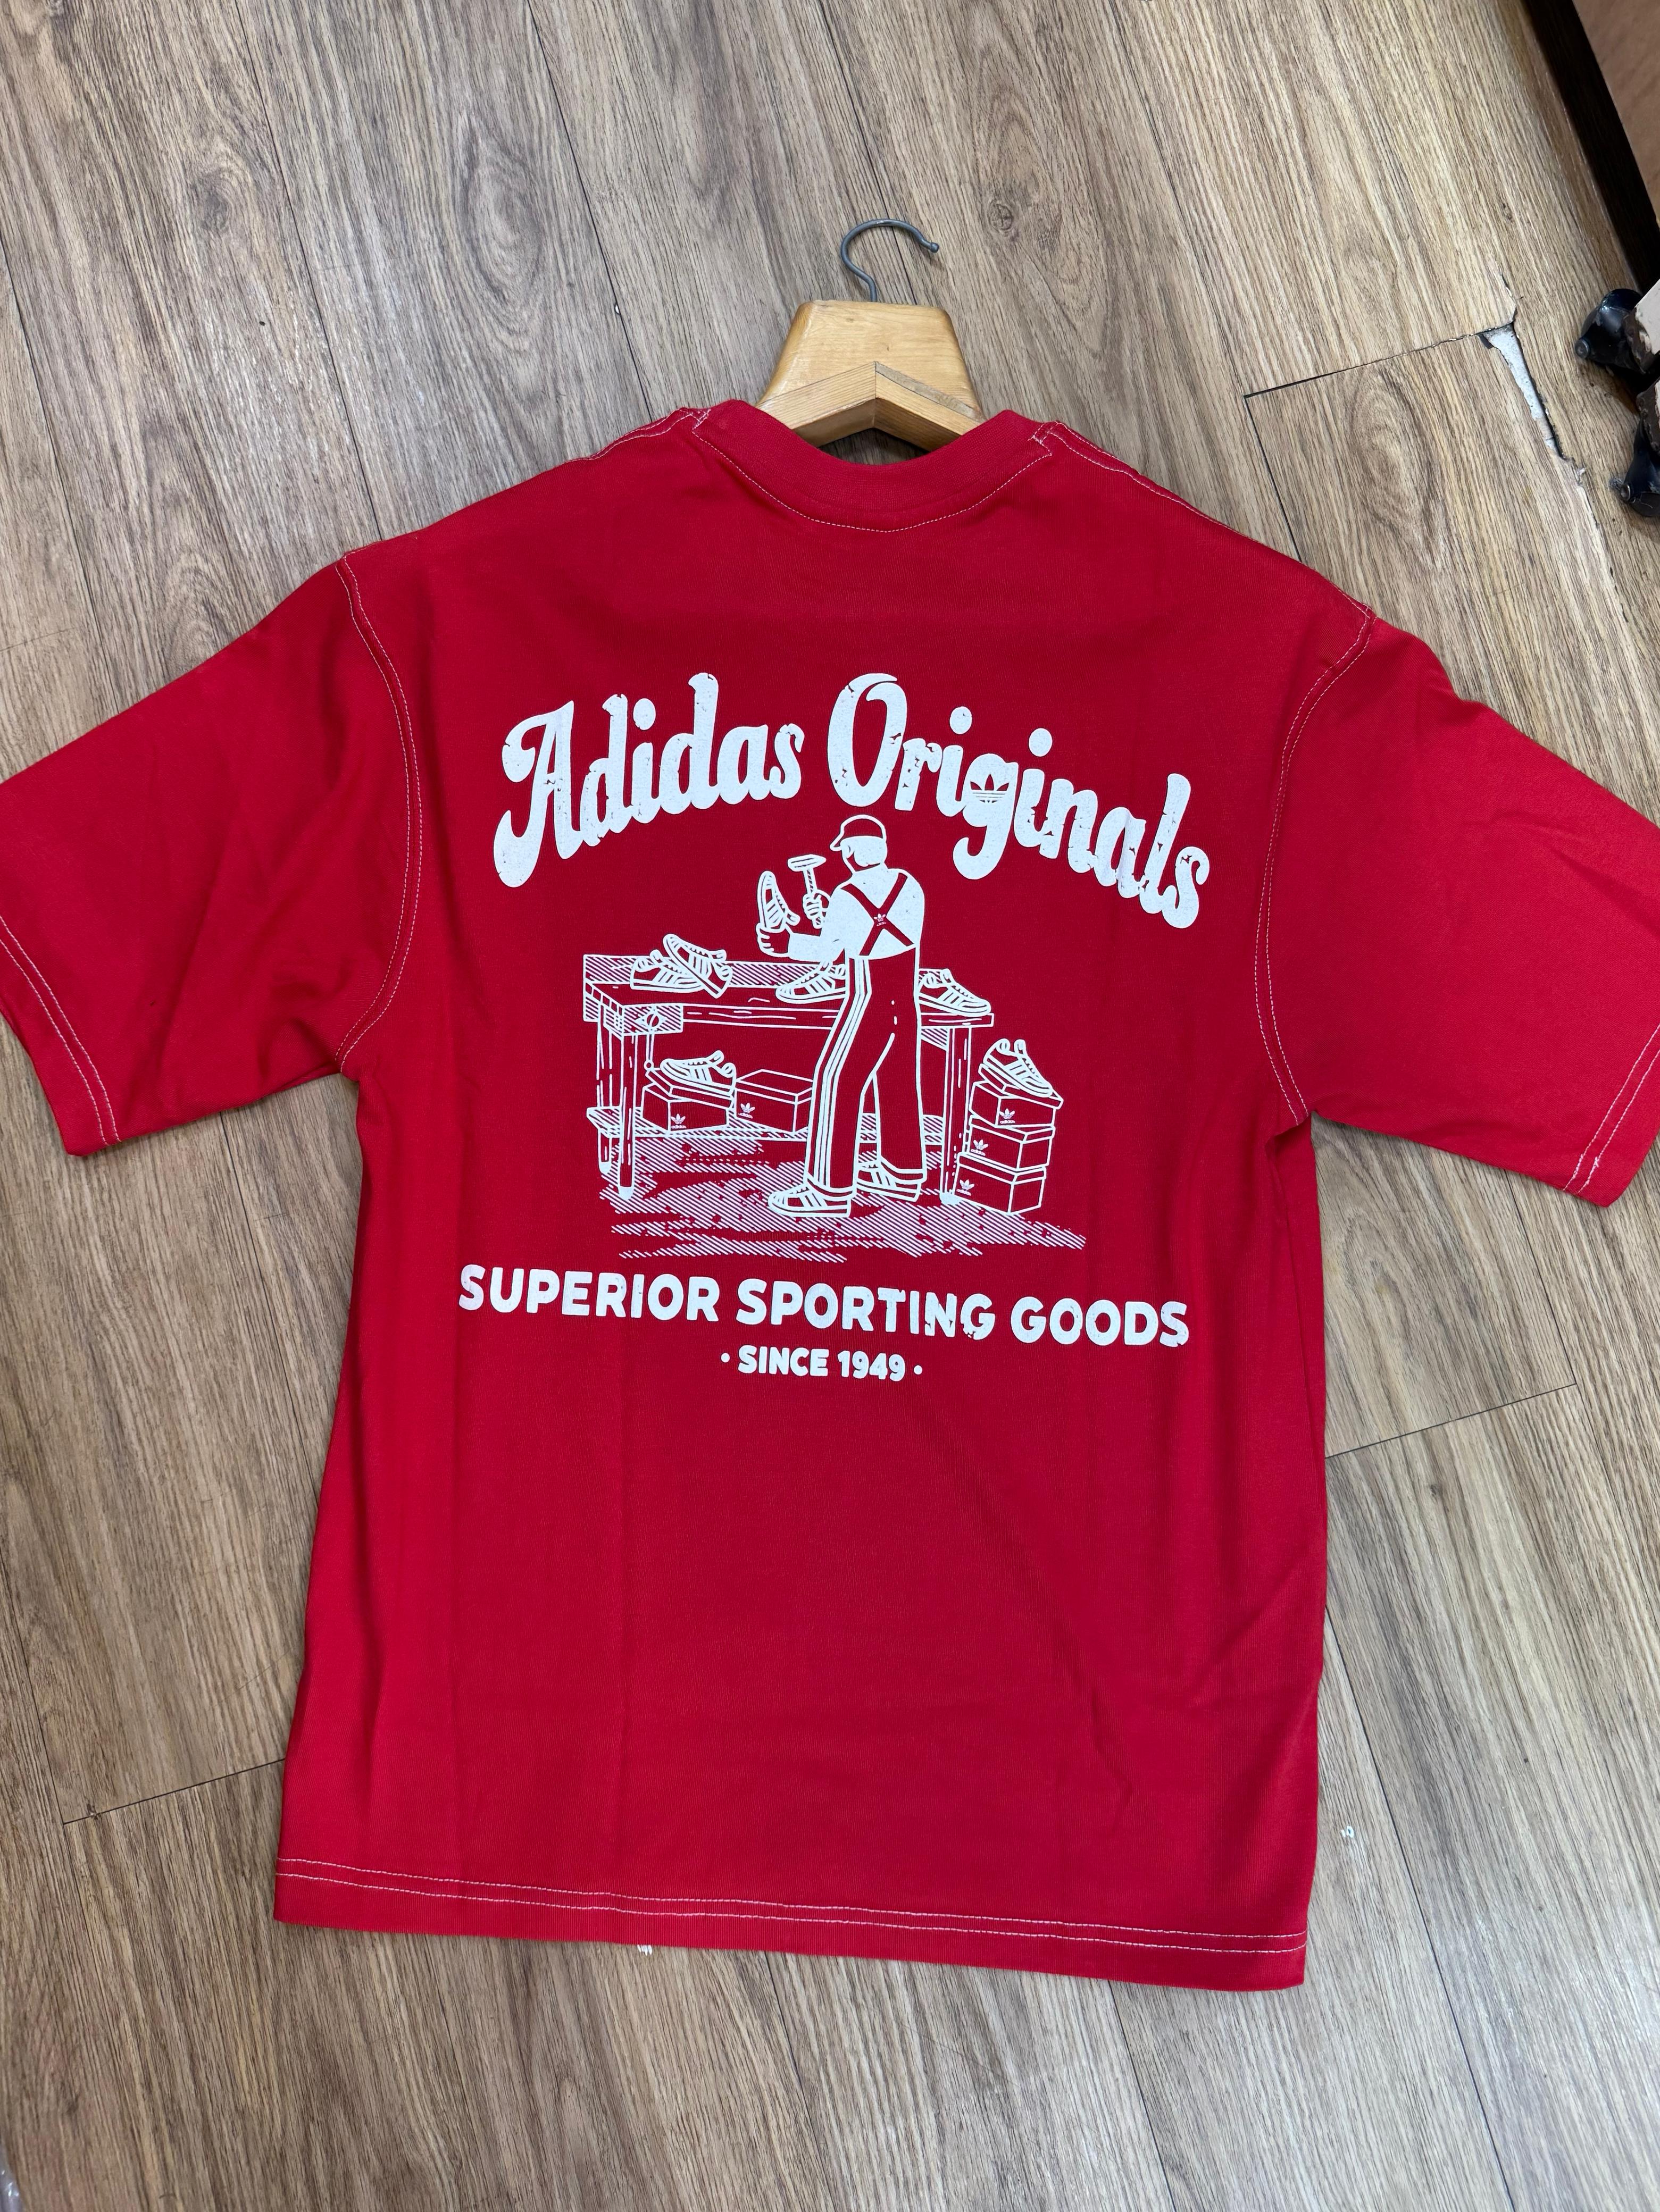 Adidas Originals
SUPERIOR SPORTING GOODS
· SINCE 1949 ·